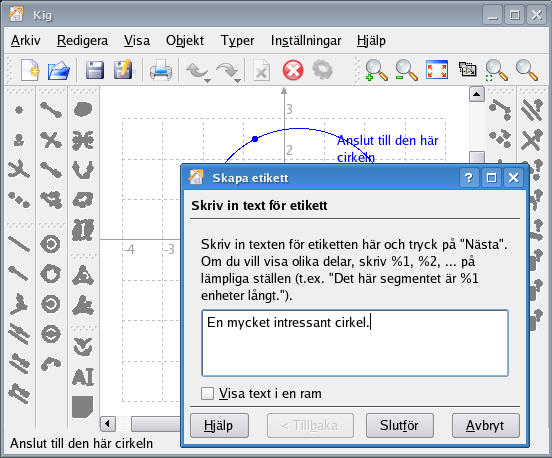 Kig
Arkiv Redigera Visa Objekt Typer Inställningar Hjälp
3
2
-4
-3
Anslut till den här
cirkeln
Skapa etikett
Skriv in text för etikett
Skriv in texten för etiketten här och tryck på "Nästa".
Om du vill visa olika delar, skriv %1, %2, ... på
lämpliga ställen (t.ex. "Det här segmentet är %1
enheter långt.").
En mycket intressant cirkel.
Visa text i en ram
Hjälp < Tillbaka Slutför Avbryt
AI
Anslut till den här cirkeln